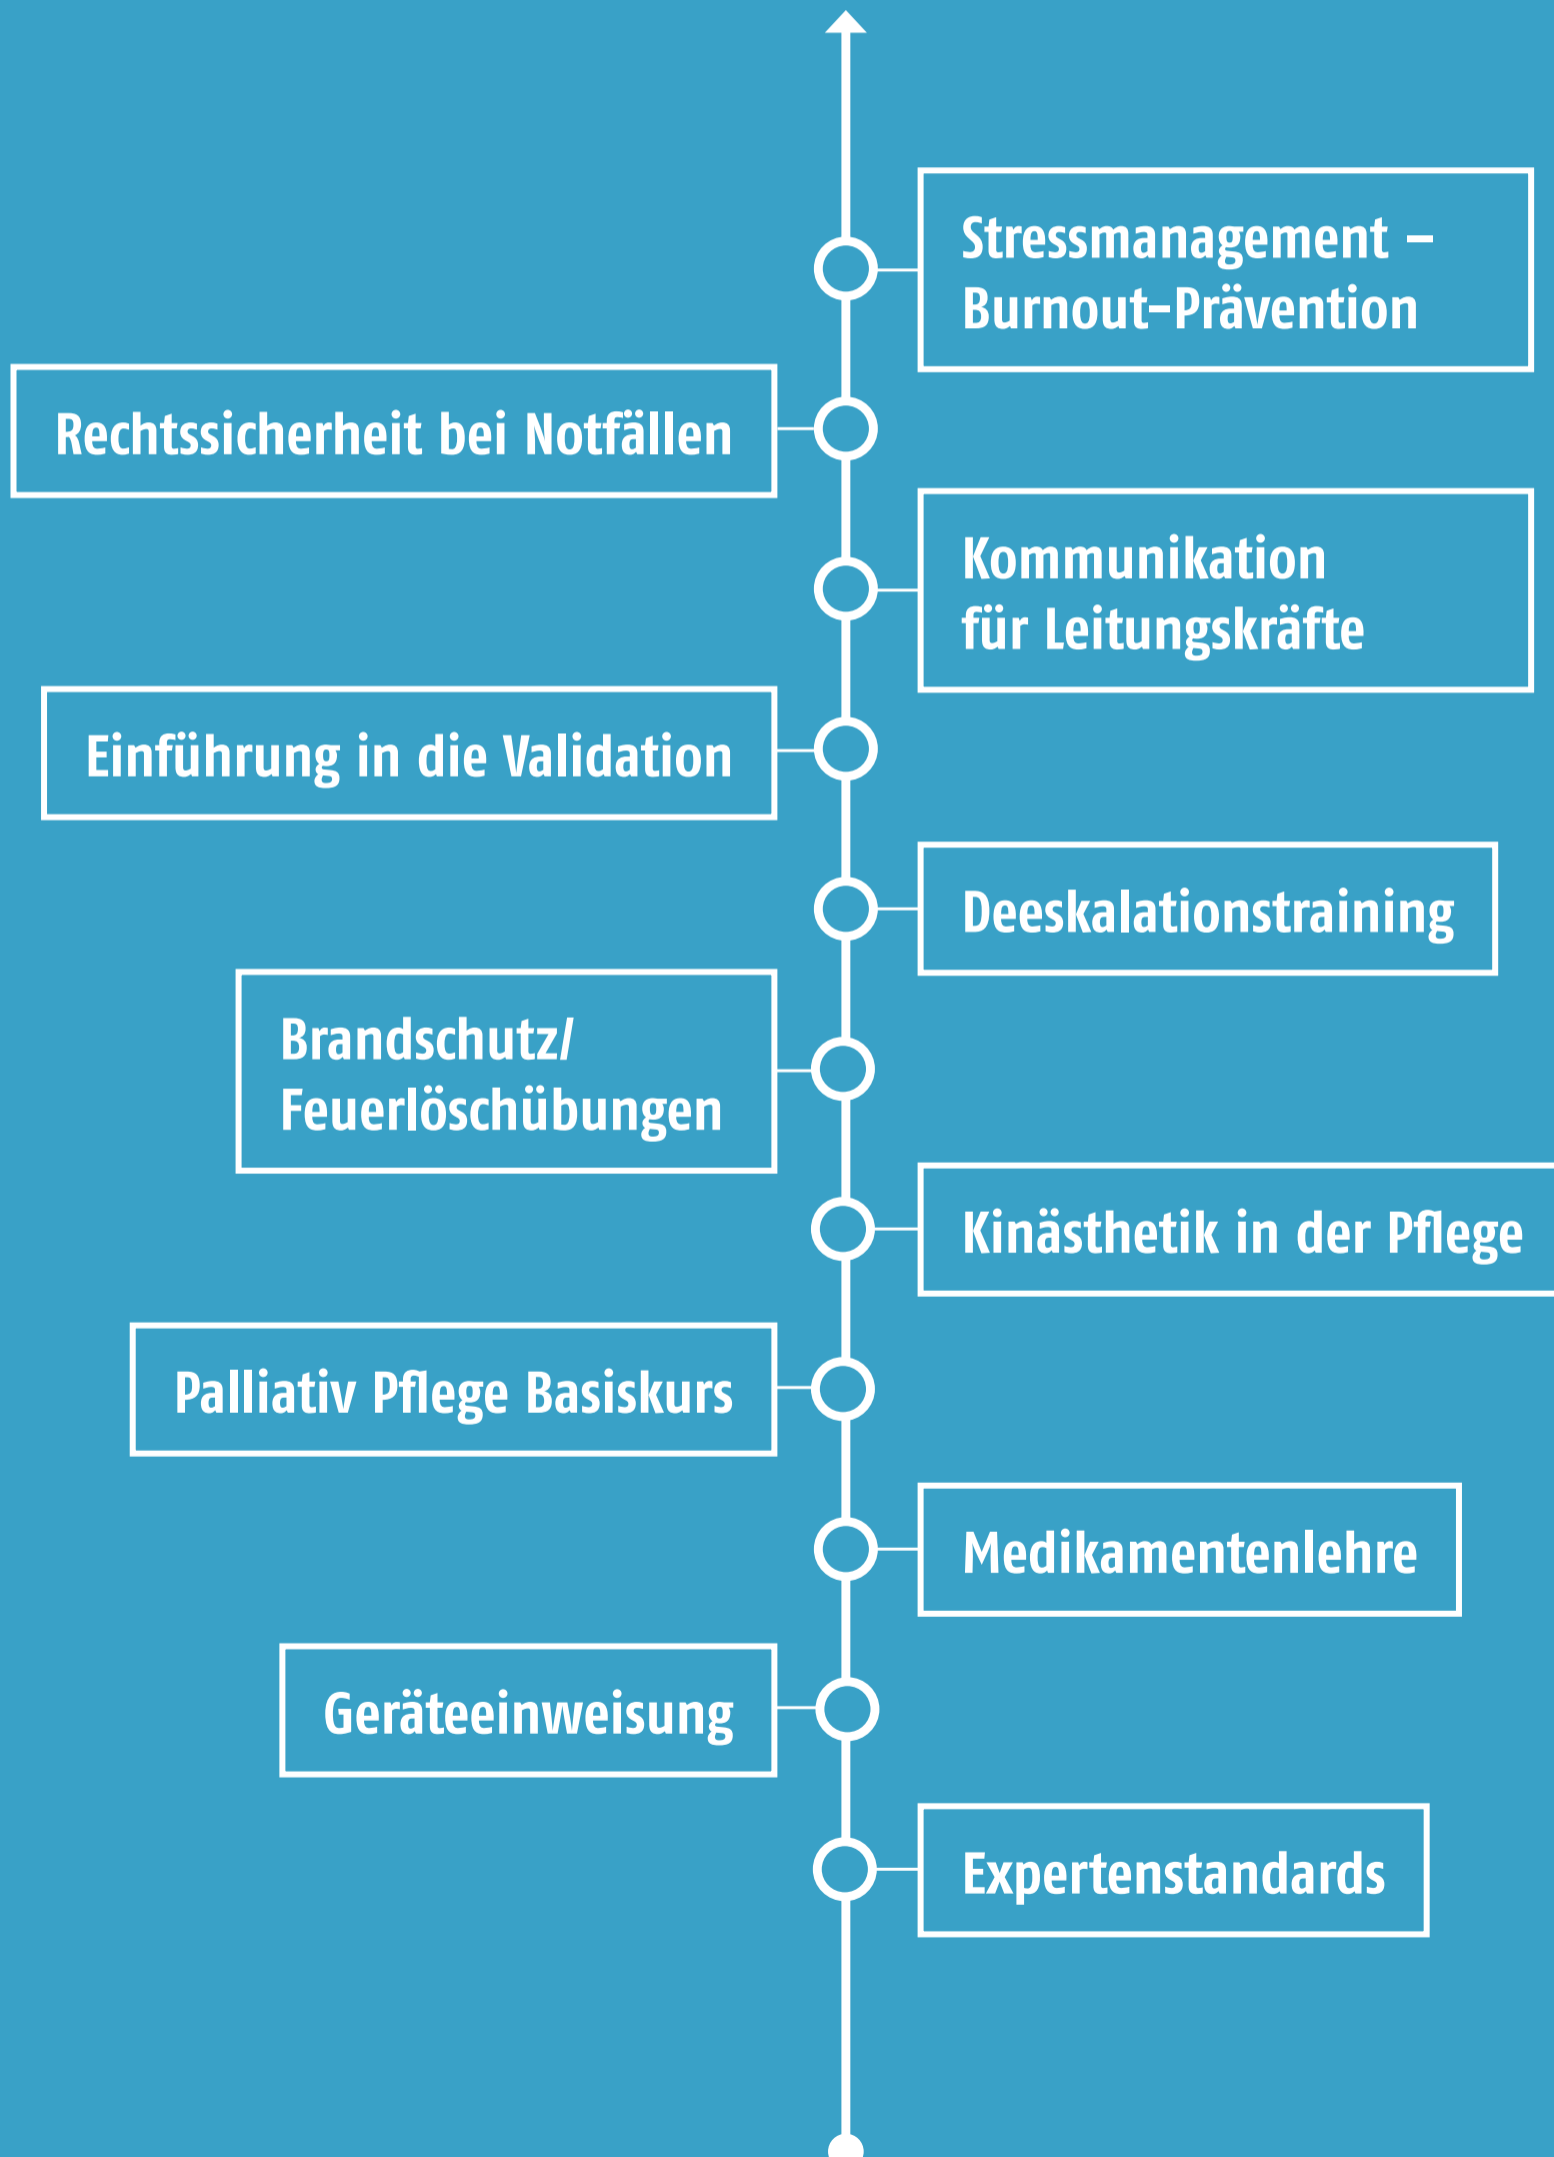 Stressmanagement –
Burnout-Prävention
Rechtssicherheit bei Notfällen
Kommunikation
für Leitungskräfte
Einführung in die Validation
Deeskalationstraining
Brandschutz/
Feuerlöschübungen
Kinästhetik in der Pflege
Palliativ Pflege Basiskurs
Medikamentenlehre
Geräteeinweisung
Expertenstandards